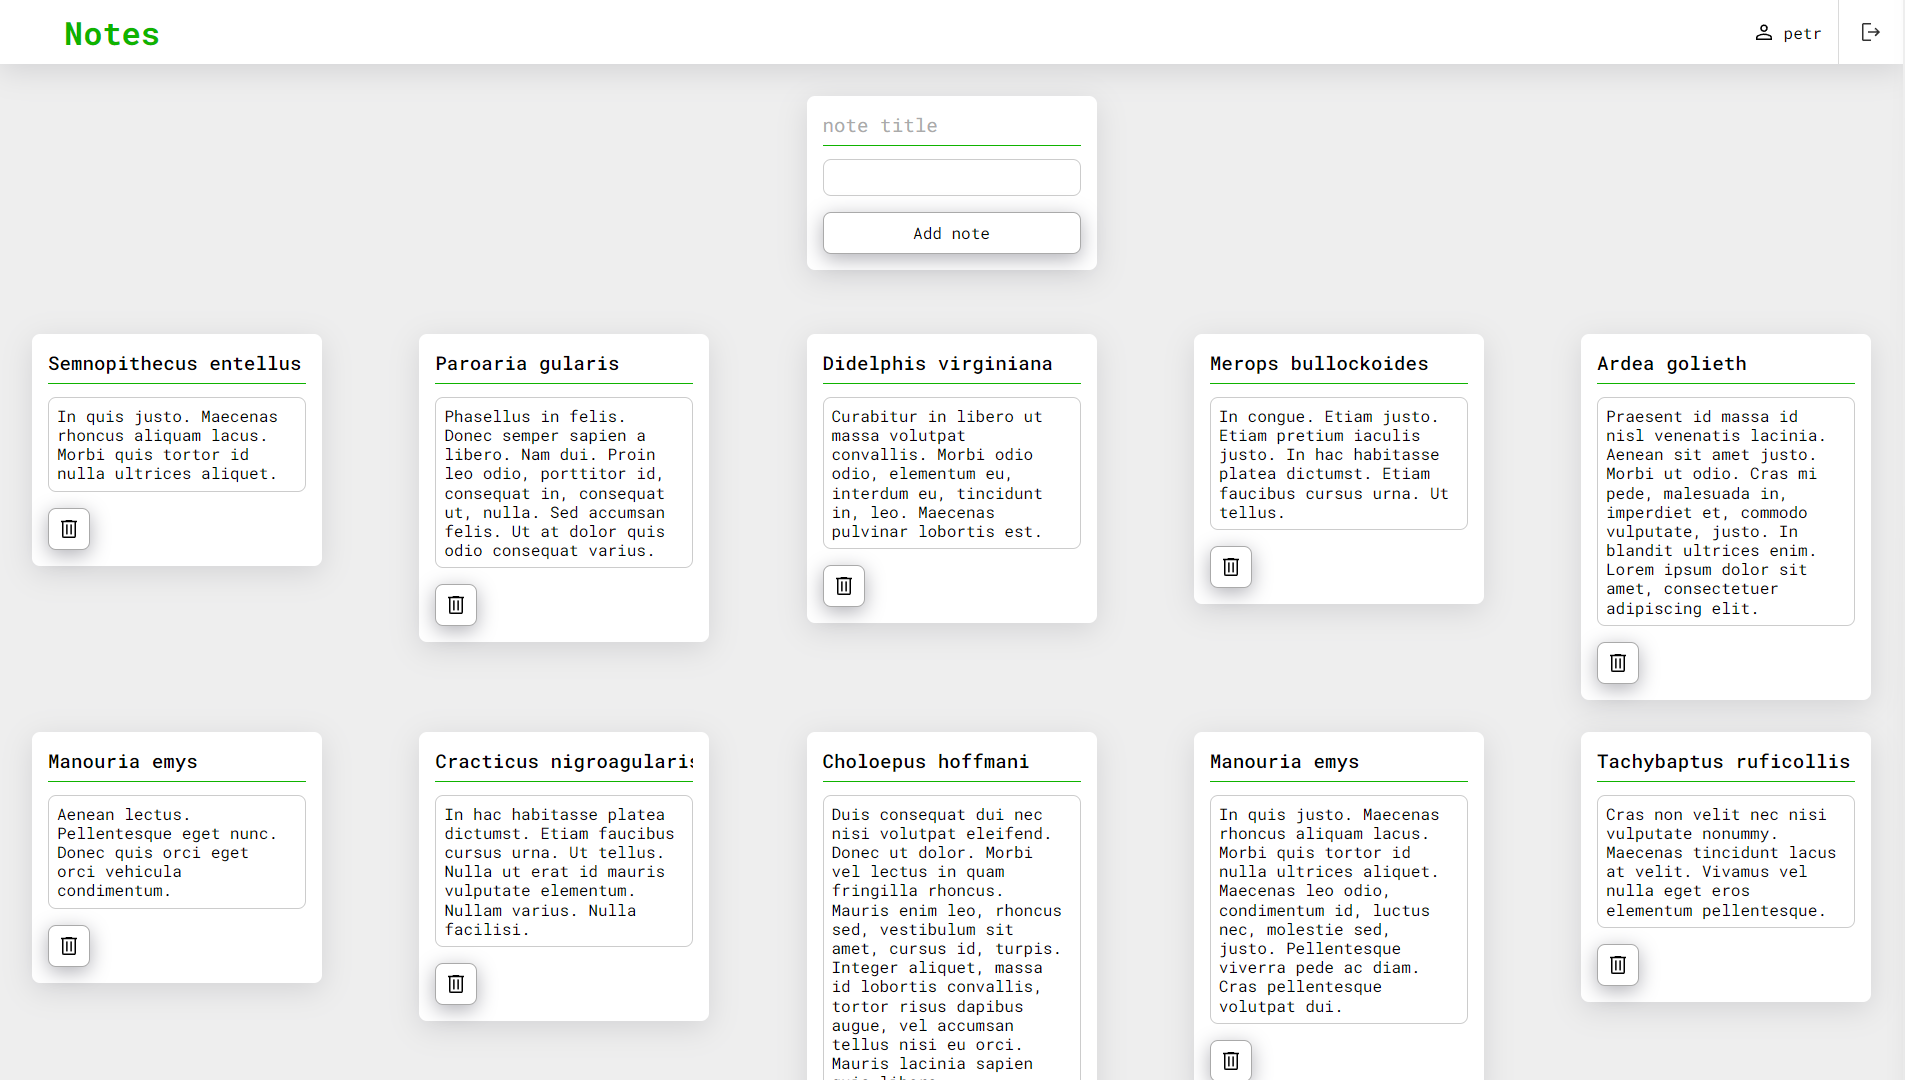 Notes
petr
note title
Add note
Semnopithecus entellus
In quis justo. Maecenas
rhoncus aliquam lacus.
Morbi quis tortor id
nulla ultrices aliquet.
Paroaria gularis
Phasellus in felis.
Donec semper sapien a
libero. Nam dui. Proin
leo odio, porttitor id,
consequat in, consequat
ut, nulla. Sed accumsan
felis. Ut at dolor quis
odio consequat varius.
Didelphis virginiana
Curabitur in libero ut
massa volutpat
convallis. Morbi odio
odio, elementum eu,
interdum eu, tincidunt
in, leo. Maecenas
pulvinar lobortis est.
Merops bullockoides
In congue. Etiam justo.
Etiam pretium iaculis
justo. In hac habitasse
platea dictumst. Etiam
faucibus cursus urna. Ut
tellus.
Ardea golieth
Praesent id massa id
nisl venenatis lacinia.
Aenean sit amet justo.
Morbi ut odio. Cras mi
pede, malesuada in,
imperdiet et, commodo
vulputate, justo. In
blandit ultrices enim.
Lorem ipsum dolor sit
amet, consectetuer
adipiscing elit.
Manouria emys
Aenean lectus.
Pellentesque eget nunc.
Donec quis orci eget
orci vehicula
condimentum.
Cracticus nigroagularis
In hac habitasse platea
dictumst. Etiam faucibus
cursus urna. Ut tellus.
Nulla ut erat id mauris
vulputate elementum.
Nullam varius. Nulla
facilisi.
Choloepus hoffmani
Duis consequat dui nec
nisi volutpat eleifend.
Donec ut dolor. Morbi
vel lectus in quam
fringilla rhoncus.
Mauris enim leo, rhoncus
sed, vestibulum sit
amet, cursus id, turpis.
Integer aliquet, massa
id lobortis convallis,
tortor risus dapibus
augue, vel accumsan
tellus nisi eu orci.
Mauris lacinia sapien
Manouria emys
In quis justo. Maecenas
rhoncus aliquam lacus.
Morbi quis tortor id
nulla ultrices aliquet.
Maecenas leo odio,
condimentum id, luctus
nec, molestie sed,
justo. Pellentesque
viverra pede ac diam.
Cras pellentesque
volutpat dui.
Tachybaptus ruficollis
Cras non velit nec nisi
vulputate nonummy.
Maecenas tincidunt lacus
at velit. Vivamus vel
nulla eget eros
elementum pellentesque.